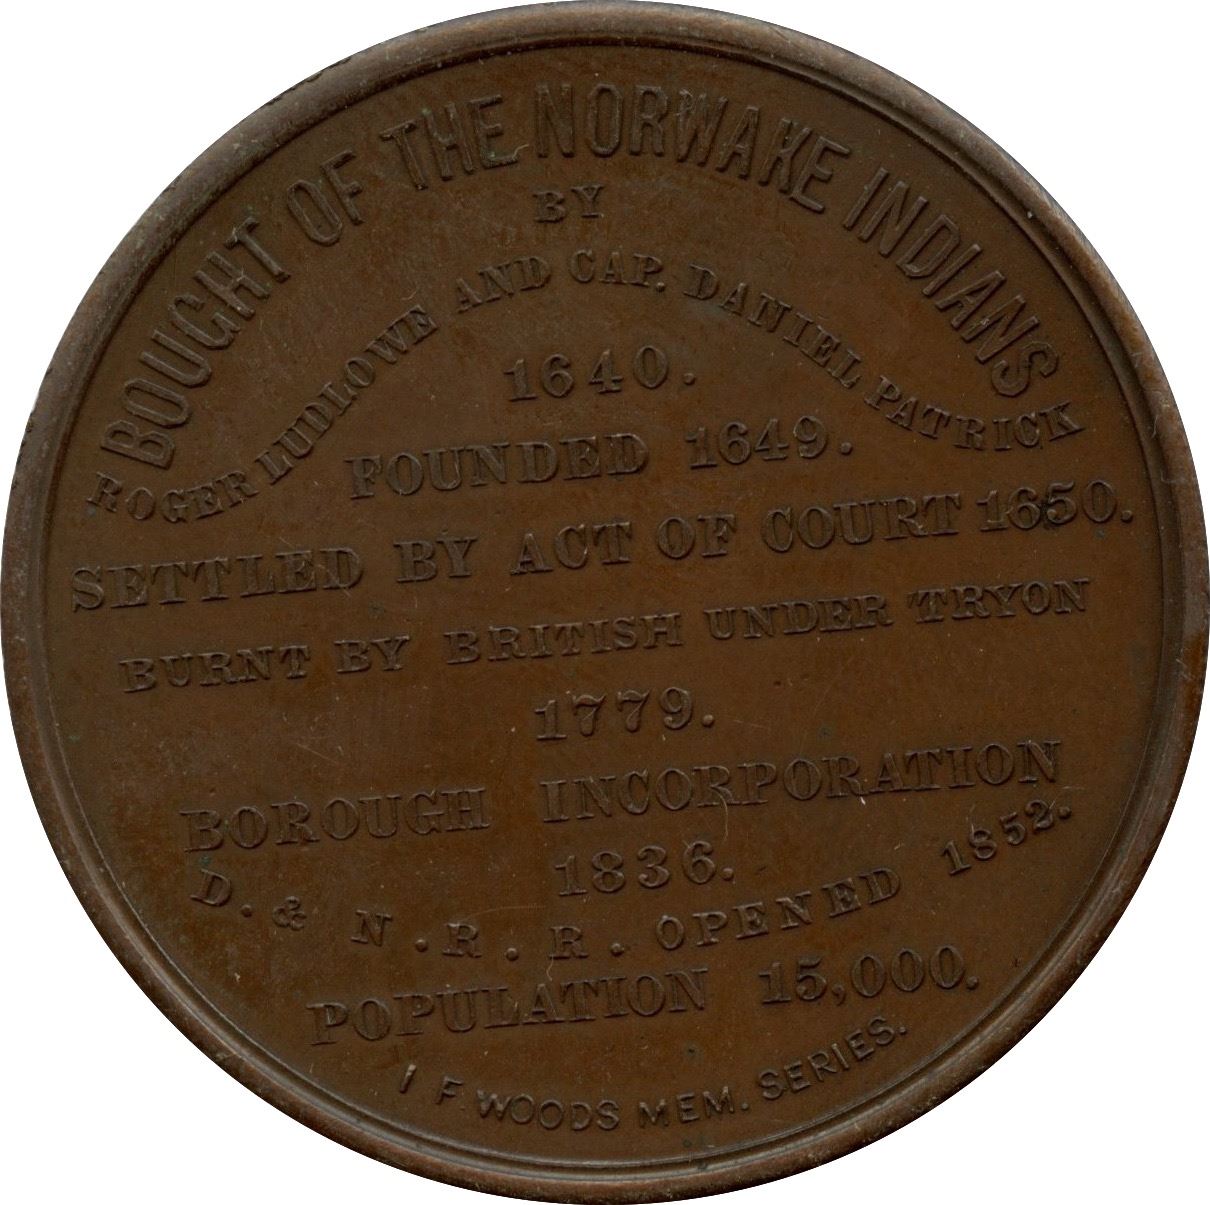 BOUGHT OF THE NORWAKE INDIANS
BY
ROGER LUDLOWE AND CAP. DANIEL PATRICK
1640.
FOUNDED 1649.
SETTLED BY ACT OF COURT 1650.
BURNT BY BRITISH UNDER TRYON
1779.
BOROUGH INCORPORATION
1836.
D. & N. R. R. OPENED 1852.
POPULATION 15,000.
I F. WOODS MEM. SERIES.